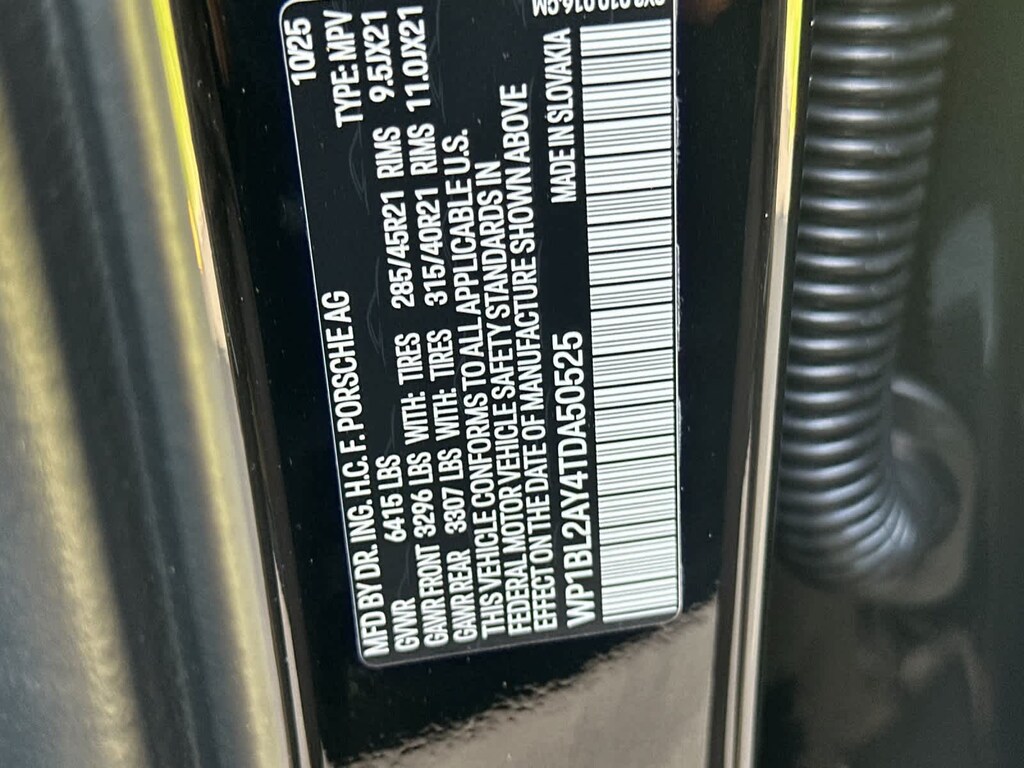 MFD BY DR. ING. H.C. F. PORSCHE AG 10/25
GVWR 6415 LBS TYPE: MPV
GAWR FRONT 3296 LBS WITH: TIRES 285/45R21 RIMS 9.5JX21
GAWR REAR 3307 LBS WITH: TIRES 315/40R21 RIMS 11.0JX21
THIS VEHICLE CONFORMS TO ALL APPLICABLE U.S.
FEDERAL MOTOR VEHICLE SAFETY STANDARDS IN
EFFECT ON THE DATE OF MANUFACTURE SHOWN ABOVE
WP1BL2AY4TDA50525 MADE IN SLOVAKIA